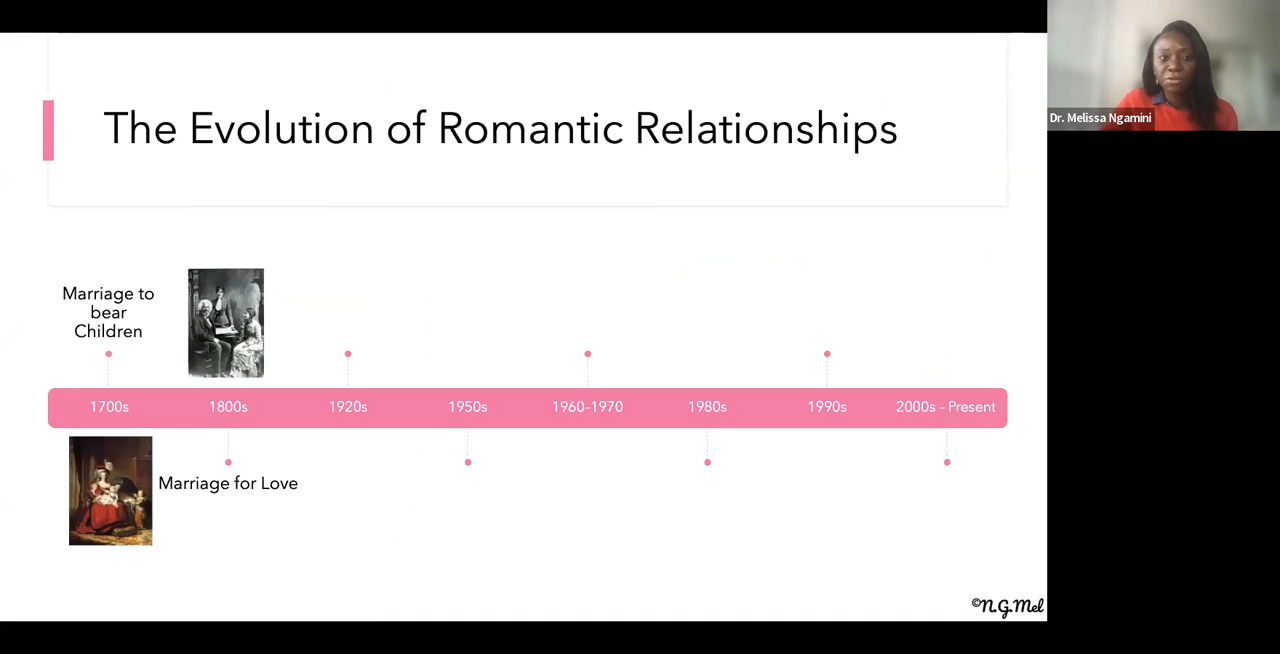 The Evolution of Romantic Relationships
Dr. Melissa Ngamini
Marriage to
bear
Children
1700s
1800s
1920s
1950s
1960-1970
1980s
1990s
2000s - Present
Marriage for Love
©N.G.Mel